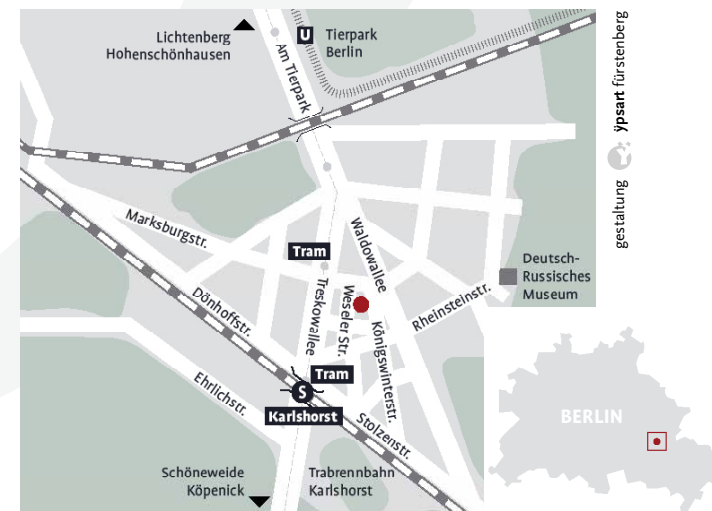 Lichtenberg
Hohenschönhausen
U
Tierpark
Berlin
Am Tierpark
Marksburgstr.
Tram
Waldowallee
Deutsch-
Russisches
Museum
Dönhoffstr.
Treskowallee
Weseler Str.
Königswinterstr.
Rheinsteinstr.
Ehrlichstr.
Tram
S
Karlshorst
Stolzenstr.
Schöneweide
Köpenick
Trabrennbahn
Karlshorst
BERLIN
gestaltung ÿpsart fürstenberg